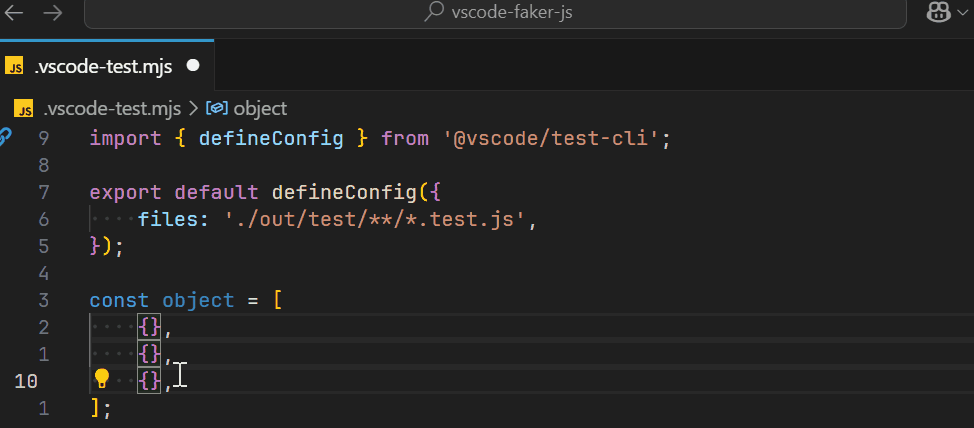 vscode-faker-js
JS .vscode-test.mjs
JS .vscode-test.mjs > object
9 import { defineConfig } from '@vscode/test-cli';
8
7 export default defineConfig({
6 ····files: './out/test/**/*.test.js',
5 });
4
3 const object = [
2 ····{},
1 ····{},
10 ····{},
1 ];